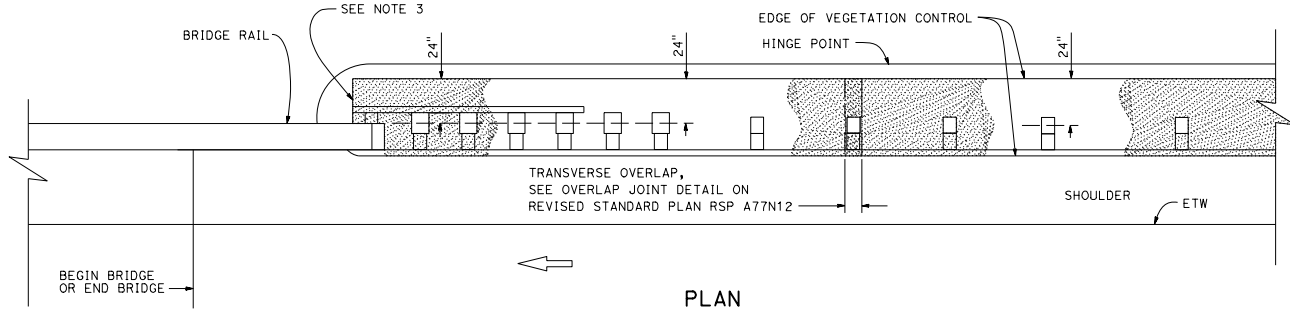 SEE NOTE 3
BRIDGE RAIL
24"
24"
EDGE OF VEGETATION CONTROL
HINGE POINT
24"
TRANSVERSE OVERLAP,
SEE OVERLAP JOINT DETAIL ON
REVISED STANDARD PLAN RSP A77N12
SHOULDER
ETW
BEGIN BRIDGE
OR END BRIDGE
PLAN